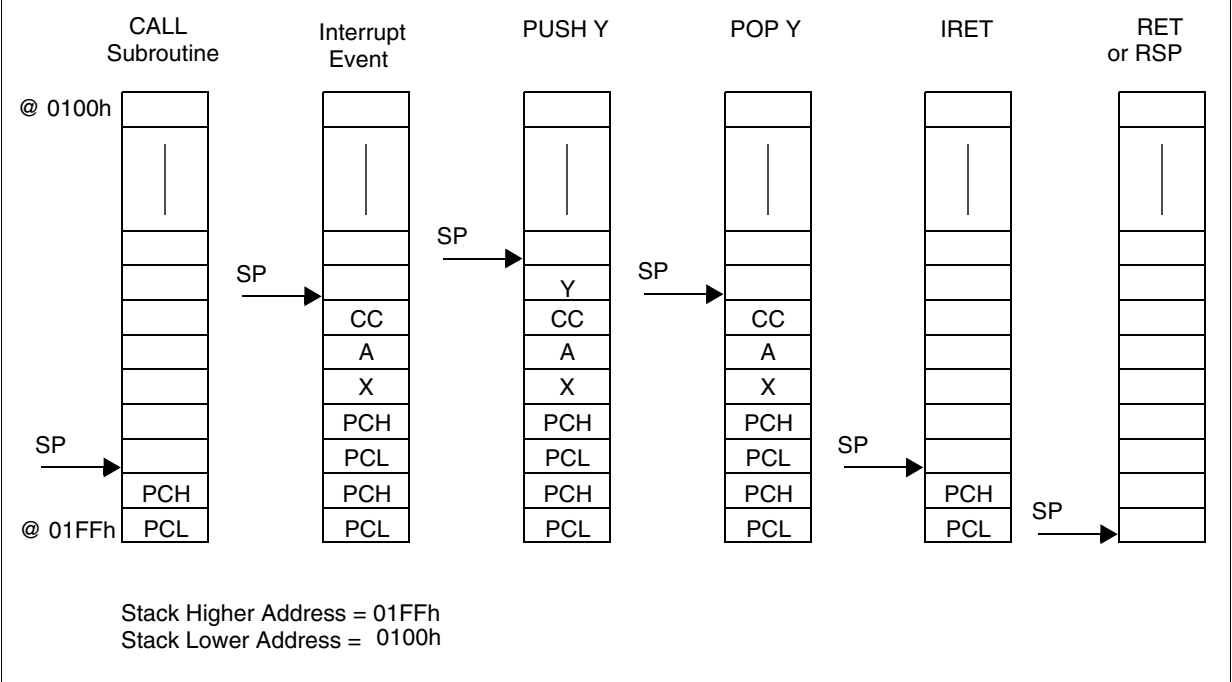 CALL
Subroutine
Interrupt
Event
PUSH Y
POP Y
IRET
RET
or RSP
@ 0100h
SP
SP
SP
Y
CC
CC
CC
A
A
A
X
X
X
PCH
PCH
PCH
SP
SP
PCL
PCL
PCL
PCH
PCH
PCH
PCH
PCH
SP
@ 01FFh
PCL
PCL
PCL
PCL
PCL
Stack Higher Address = 01FFh
Stack Lower Address = 0100h